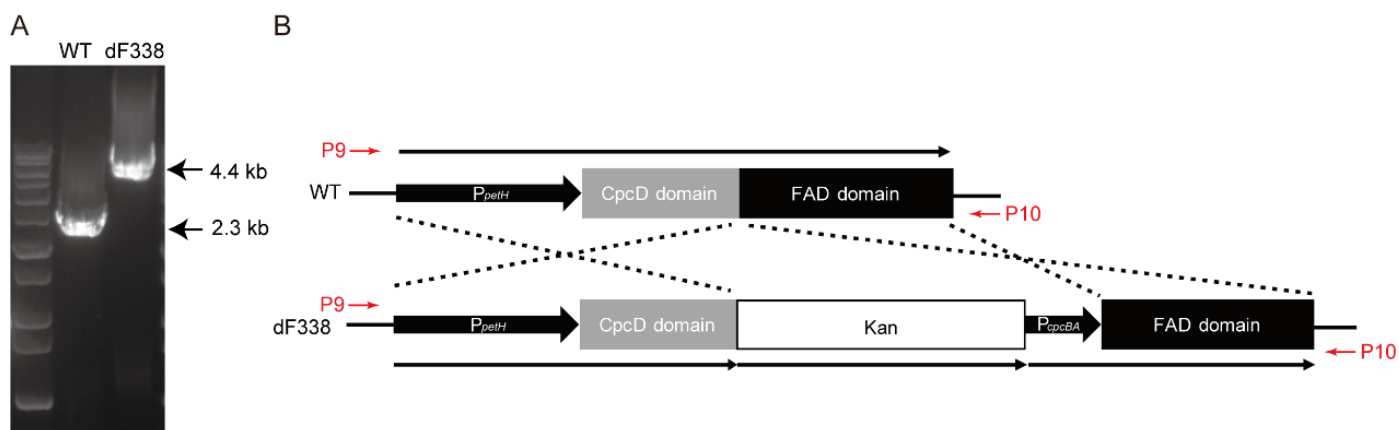 A
B
WT dF338
4.4 kb
2.3 kb
P9
WT
PpetH
CpcD domain
FAD domain
P10
P9
dF338
PpetH
CpcD domain
Kan
PcpcBA
FAD domain
P10